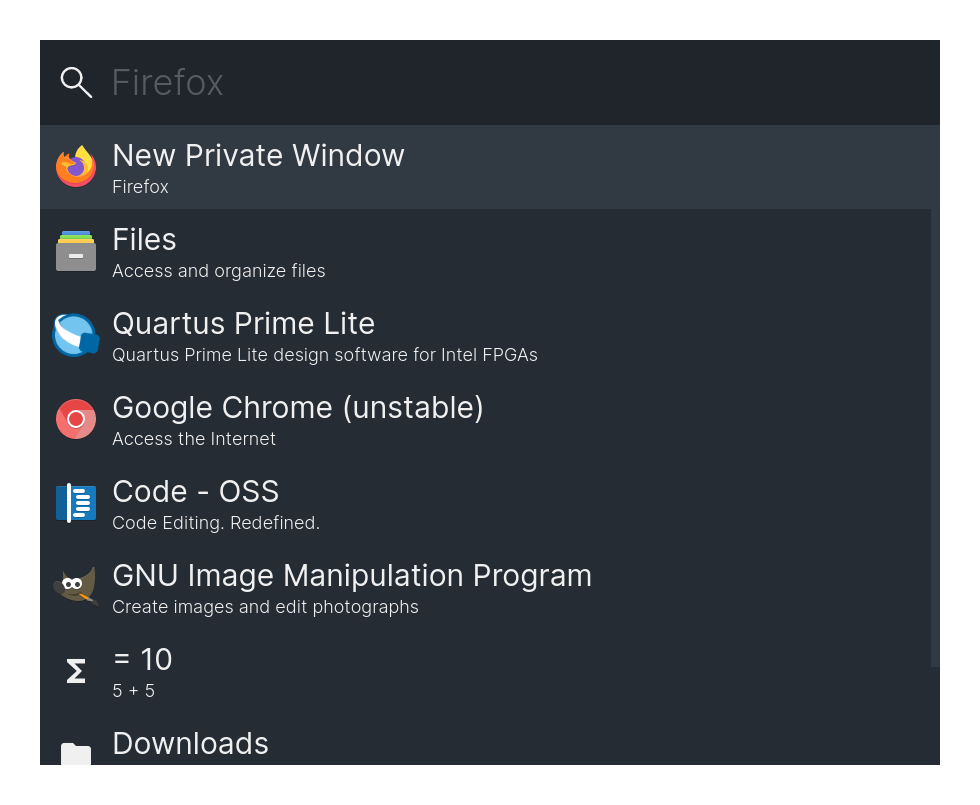 Firefox
New Private Window
Firefox
Files
Access and organize files
Quartus Prime Lite
Quartus Prime Lite design software for Intel FPGAs
Google Chrome (unstable)
Access the Internet
Code - OSS
Code Editing. Redefined.
GNU Image Manipulation Program
Create images and edit photographs
Σ
= 10
5 + 5
Downloads